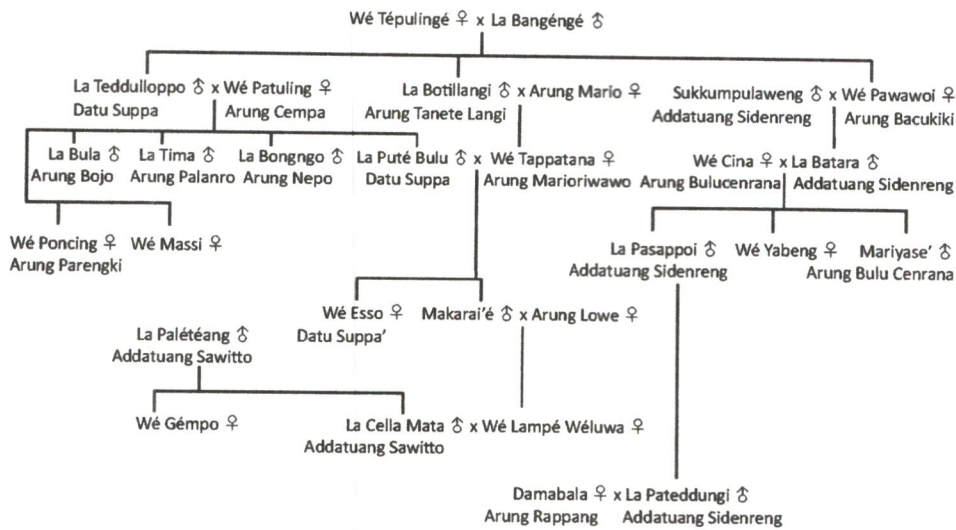 Wé Tépulingé ♀ x La Bangéngé ♂
La Teddulloppo ♂ x Wé Patuling ♀
Datu Suppa Arung Cempa
La Botillangi ♂ x Arung Mario ♀
Arung Tanete Langi
Sukkumpulaweng ♂ x Wé Pawawoi ♀
Addatuang Sidenreng Arung Bacukiki
La Bula ♂ La Tima ♂ La Bongngo ♂ La Puté Bulu ♂ x Wé Tappatana ♀
Arung Bojo Arung Palanro Arung Nepo Datu Suppa Arung Marioriwawo
Wé Cina ♀ x La Batara ♂
Arung Bulucenrana Addatuang Sidenreng
Wé Poncing ♀ Wé Massi ♀
Arung Parengki
La Pasappoi ♂ Wé Yabeng ♀ Mariyase’ ♂
Addatuang Sidenreng Arung Bulu Cenrana
Wé Esso ♀ Makarai’é ♂ x Arung Lowe ♀
Datu Suppa’
La Palétéang ♂
Addatuang Sawitto
Wé Gémpo ♀ La Cella Mata ♂ x Wé Lampé Wéluwa ♀
Addatuang Sawitto
Damabala ♀ x La Pateddungi ♂
Arung Rappang Addatuang Sidenreng